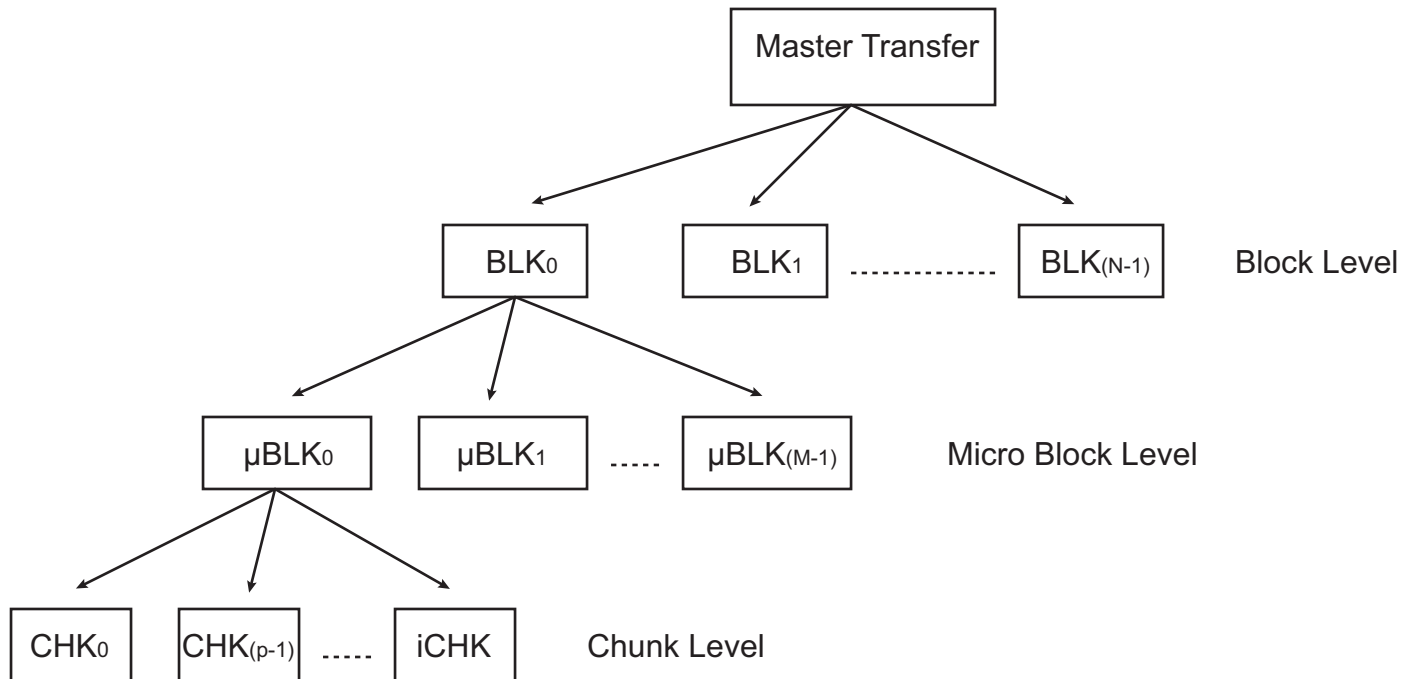 Master Transfer
BLK0 BLK1 BLK(N-1) Block Level
µBLK0 µBLK1 µBLK(M-1) Micro Block Level
CHK0 CHK(p-1) iCHK Chunk Level